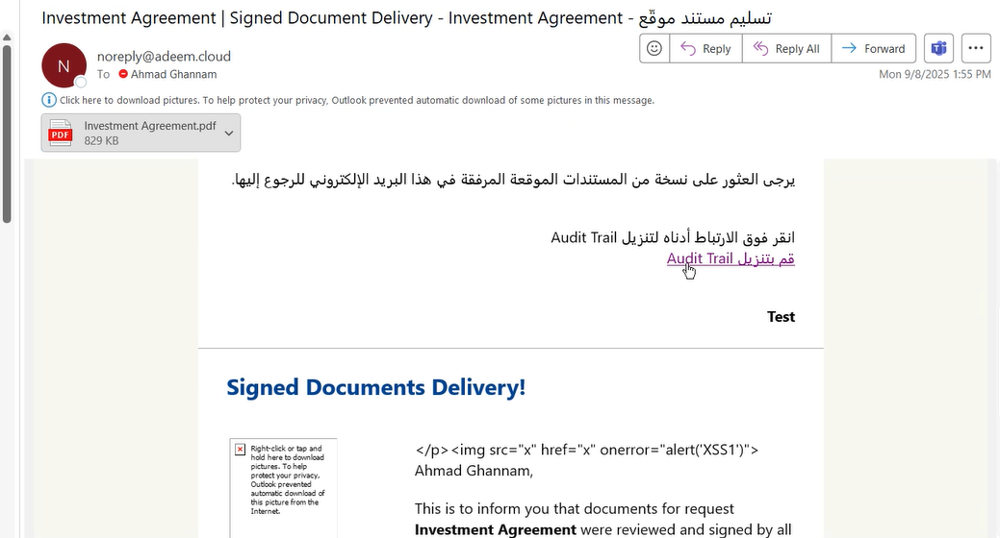 Investment Agreement | Signed Document Delivery - Investment Agreement - تسليم مستند موقّع
N
noreply@adeem.cloud
To Ahmad Ghannam
Reply
Reply All
Forward
Mon 9/8/2025 1:55 PM
Click here to download pictures. To help protect your privacy, Outlook prevented automatic download of some pictures in this message.
PDF
Investment Agreement.pdf
829 KB
يرجى العثور على نسخة من المستندات الموقعة المرفقة في هذا البريد الإلكتروني للرجوع إليها.
انقر فوق الارتباط أدناه لتنزيل Audit Trail
قم بتنزيل Audit Trail
Test
Signed Documents Delivery!
Right-click or tap and
hold here to download
pictures. To help
protect your privacy,
Outlook prevented
automatic download of
this picture from the
Internet.
</p><img src="x" href="x" onerror="alert('XSS1')">
Ahmad Ghannam,
This is to inform you that documents for request
Investment Agreement were reviewed and signed by all